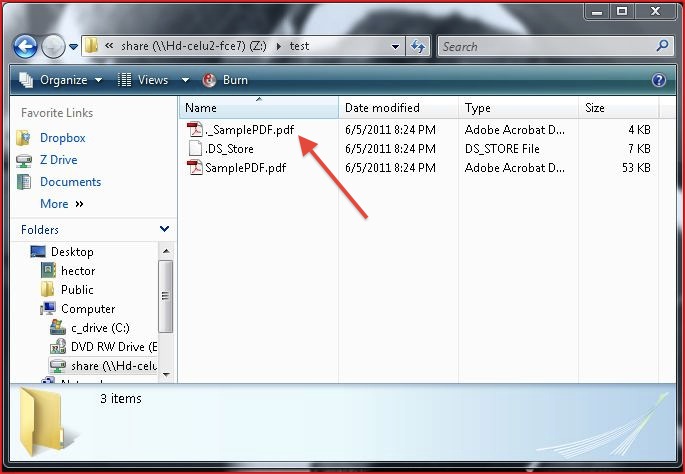 share (\\Hd-celu2-fce7) (Z:) test Search
Organize Views Burn
Favorite Links
Dropbox
Z Drive
Documents
More
Folders
Desktop
hector
Public
Computer
c_drive (C:)
DVD RW Drive (E
share (\\Hd-celu
Name Date modified Type Size
._SamplePDF.pdf 6/5/2011 8:24 PM Adobe Acrobat D... 4 KB
.DS_Store 6/5/2011 8:24 PM DS_STORE File 7 KB
SamplePDF.pdf 6/5/2011 8:24 PM Adobe Acrobat D... 53 KB
3 items